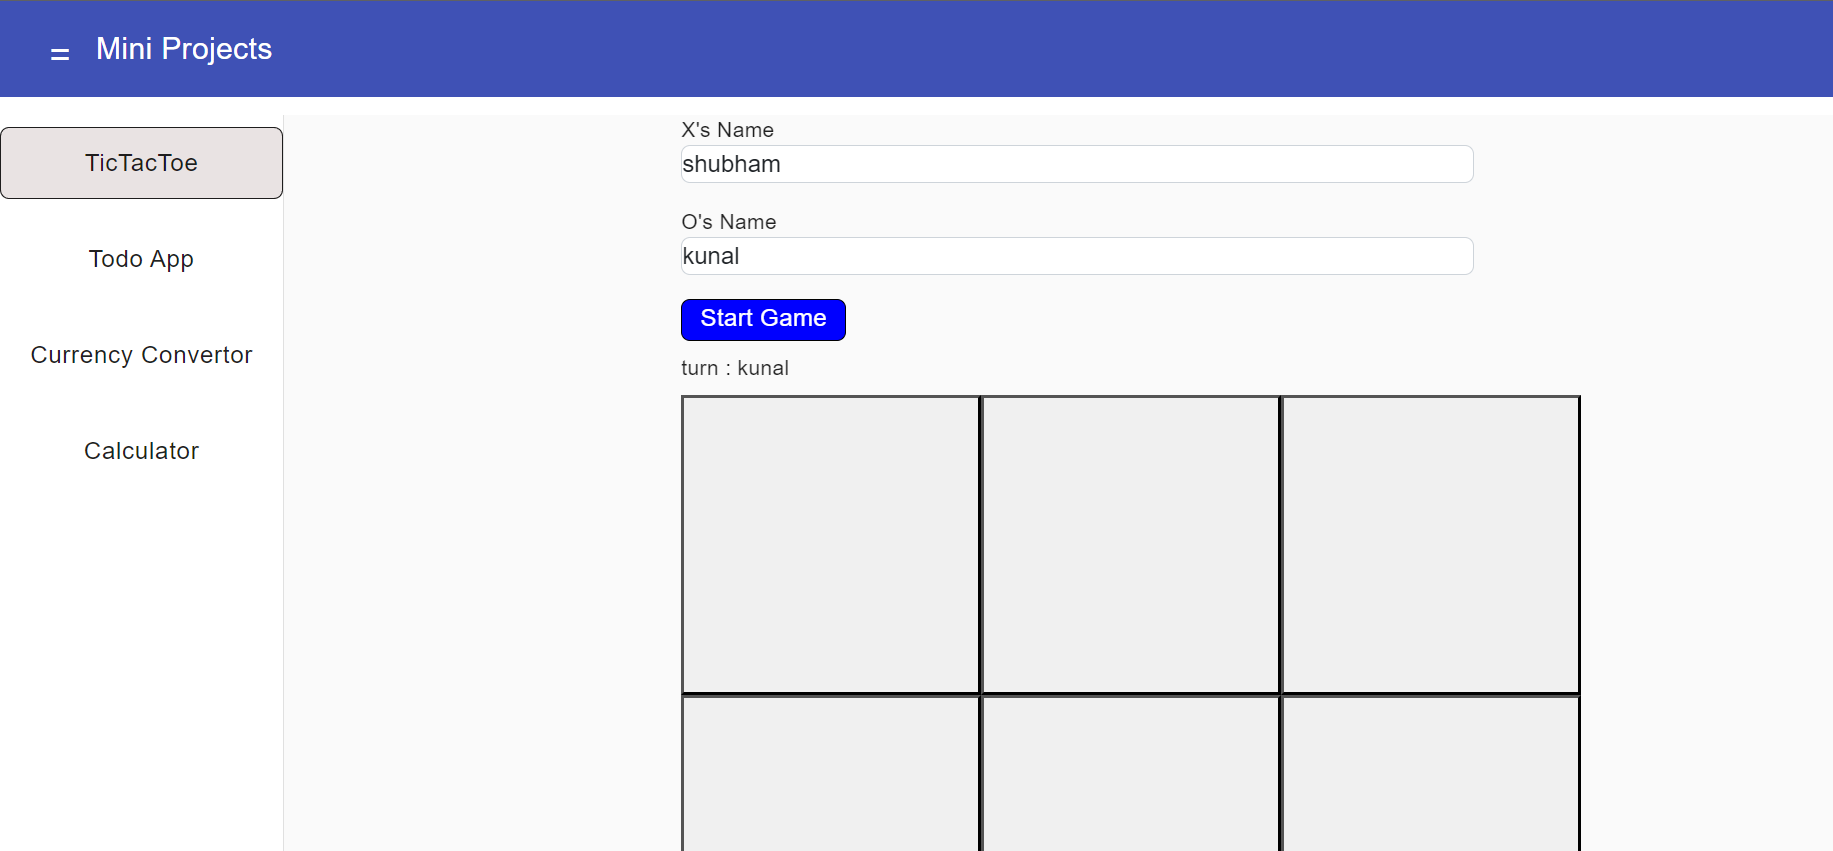 Mini Projects
TicTacToe
Todo App
Currency Convertor
Calculator
X's Name
shubham
O's Name
kunal
Start Game
turn : kunal